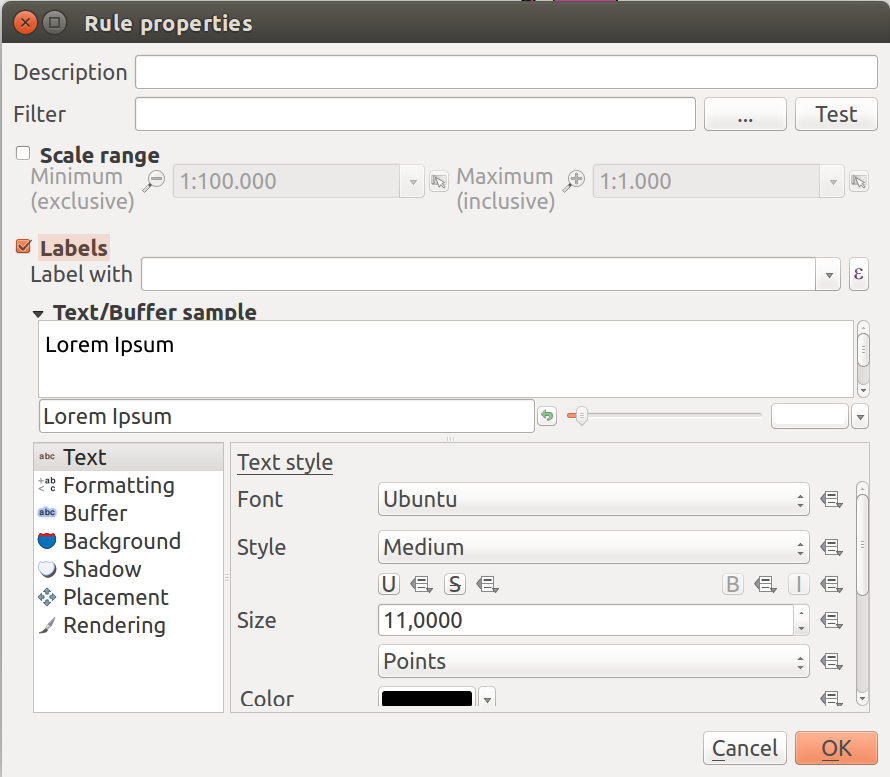 Rule properties
Description
Filter ... Test
Scale range
Minimum (exclusive) 1:100.000 Maximum (inclusive) 1:1.000
Labels
Label with ε
Text/Buffer sample
Lorem Ipsum
Lorem Ipsum
abc Text
+ab < c Formatting
abc Buffer
Background
Shadow
Placement
Rendering
Text style
Font Ubuntu
Style Medium
U S B I
Size 11,0000
Points
Color
Cancel OK